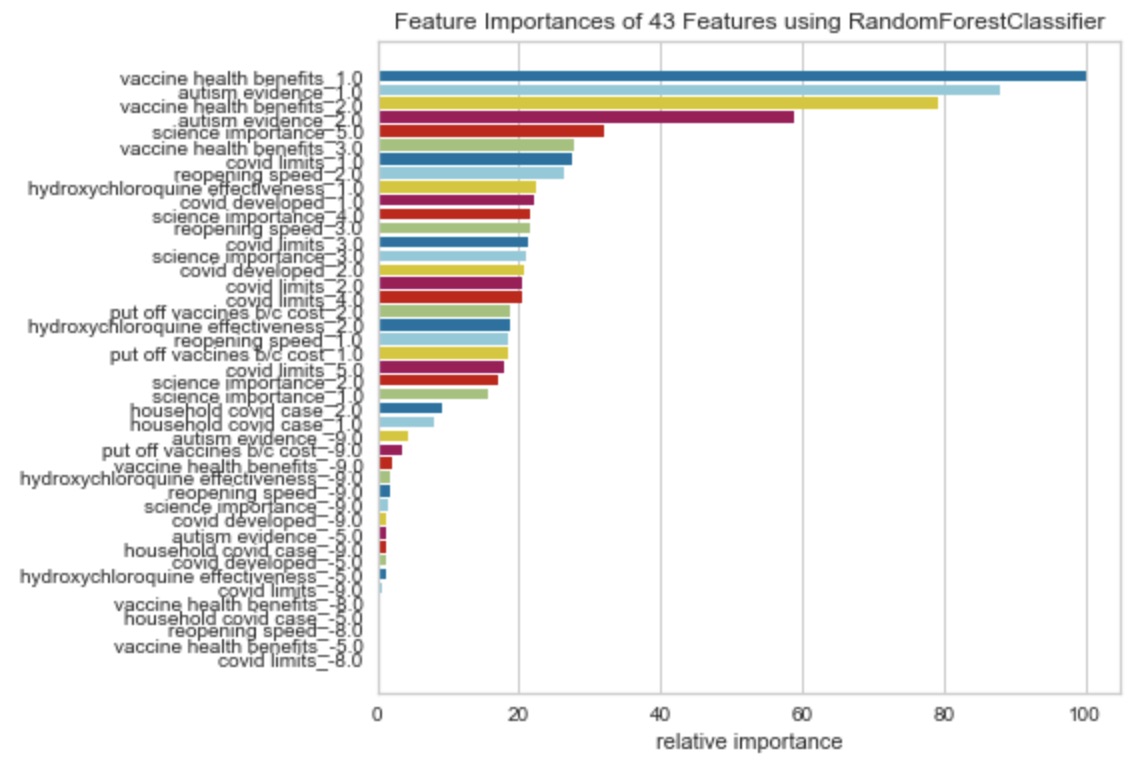 Feature Importances of 43 Features using RandomForestClassifier
vaccine health benefits_1.0
autism evidence_1.0
vaccine health benefits_2.0
autism evidence_2.0
science importance_5.0
vaccine health benefits_3.0
covid limits_1.0
reopening speed_2.0
hydroxychloroquine effectiveness_1.0
covid developed_1.0
science importance_4.0
reopening speed_3.0
covid limits_3.0
science importance_3.0
covid developed_2.0
covid limits_2.0
covid limits_4.0
put off vaccines b/c cost_2.0
hydroxychloroquine effectiveness_2.0
reopening speed_1.0
put off vaccines b/c cost_1.0
covid limits_5.0
science importance_2.0
science importance_1.0
household covid case_2.0
household covid case_1.0
autism evidence_-9.0
put off vaccines b/c cost_-9.0
vaccine health benefits_-9.0
hydroxychloroquine effectiveness_-9.0
reopening speed_-9.0
science importance_-9.0
covid developed_-9.0
autism evidence_-5.0
household covid case_-9.0
covid developed_-5.0
hydroxychloroquine effectiveness_-5.0
covid limits_-9.0
vaccine health benefits_-8.0
household covid case_-5.0
reopening speed_-8.0
vaccine health benefits_-5.0
covid limits_-8.0
0 20 40 60 80 100
relative importance